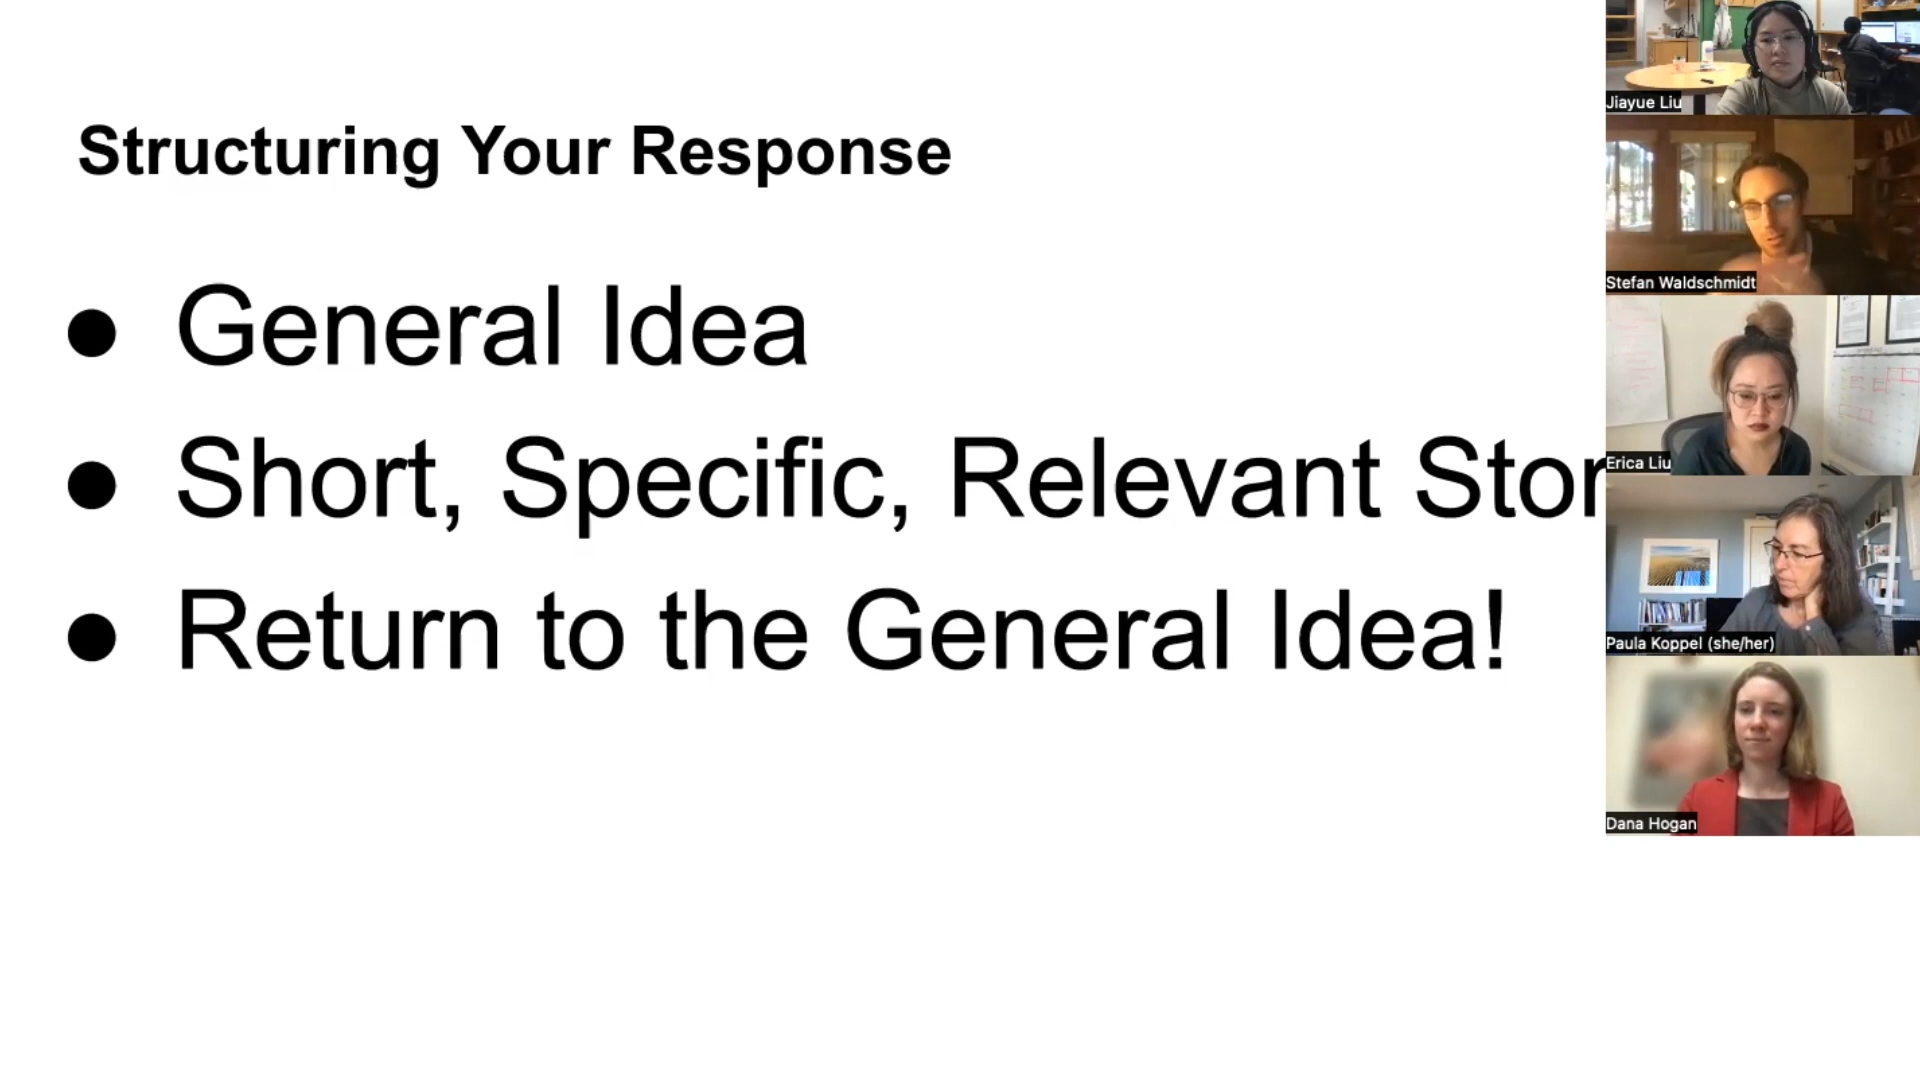 Structuring Your Response
● General Idea
● Short, Specific, Relevant Stor
● Return to the General Idea!
Jiayue Liu
Stefan Waldschmidt
Erica Liu
Paula Koppel (she/her)
Dana Hogan